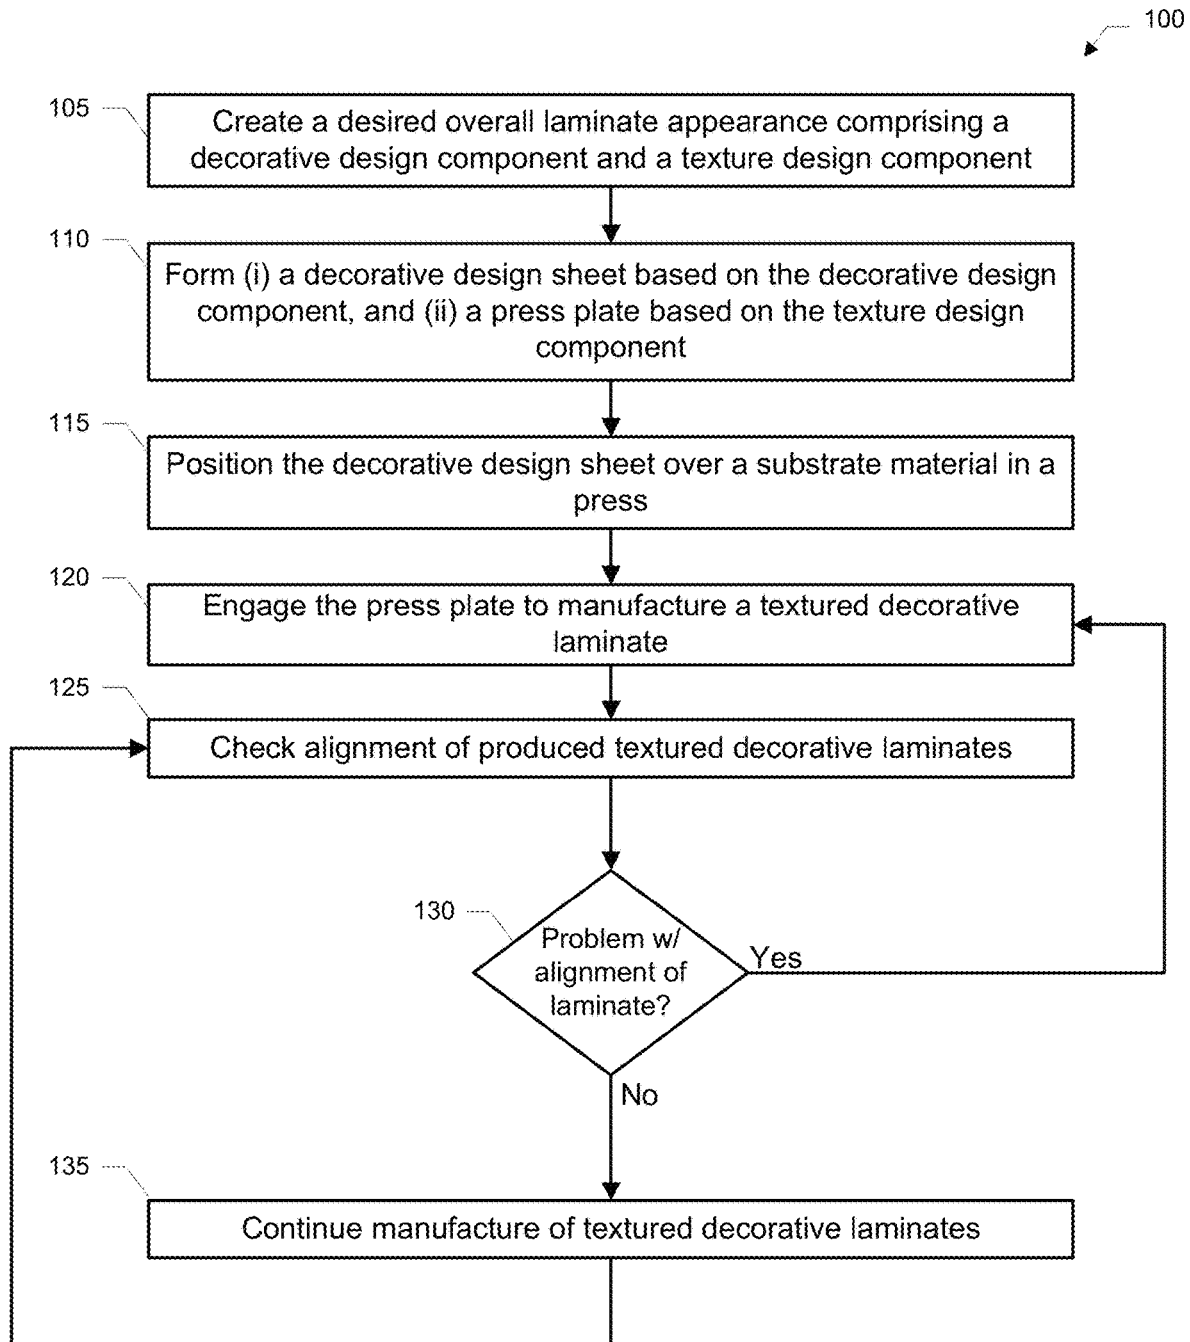 100
105
Create a desired overall laminate appearance comprising a
decorative design component and a texture design component
110
Form (i) a decorative design sheet based on the decorative design
component, and (ii) a press plate based on the texture design
component
115
Position the decorative design sheet over a substrate material in a
press
120
Engage the press plate to manufacture a textured decorative
laminate
125
Check alignment of produced textured decorative laminates
130
Problem w/
alignment of
laminate?
Yes
No
135
Continue manufacture of textured decorative laminates